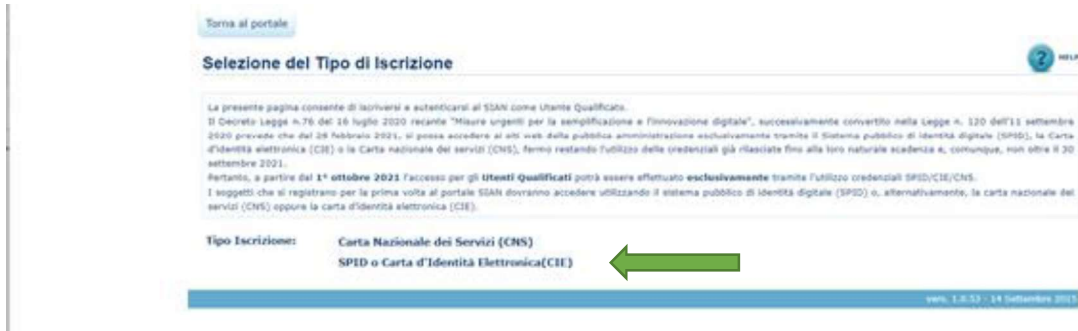 Torna al portale
Selezione del Tipo di Iscrizione
? HELP
La presente pagina consente di iscriversi e autenticarsi al SIAN come Utente Qualificato.
Il Decreto Legge n.76 del 16 luglio 2020 recante "Misure urgenti per la semplificazione e l'innovazione digitale", successivamente convertito nella Legge n. 120 dell'11 settembre
2020 prevede che dal 28 febbraio 2021, si possa accedere ai siti web della pubblica amministrazione esclusivamente tramite il Sistema pubblico di identità digitale (SPID), la Carta
d'identità elettronica (CIE) o la Carta nazionale dei servizi (CNS), fermo restando l'utilizzo delle credenziali già rilasciate fino alla loro naturale scadenza e, comunque, non oltre il 30
settembre 2021.
Pertanto, a partire dal 1° ottobre 2021 l'accesso per gli Utenti Qualificati potrà essere effettuato esclusivamente tramite l'utilizzo credenziali SPID/CIE/CNS.
I soggetti che si registrano per la prima volta al portale SIAN dovranno accedere utilizzando il sistema pubblico di identità digitale (SPID) o, alternativamente, la carta nazionale dei
servizi (CNS) oppure la carta d'identità elettronica (CIE).
Tipo Iscrizione: Carta Nazionale dei Servizi (CNS)
SPID o Carta d'Identità Elettronica(CIE)
vers. 1.0.53 - 14 Settembre 2015